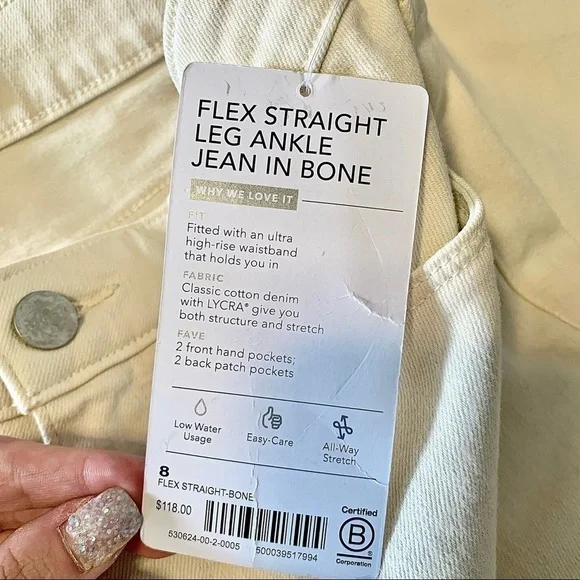 FLEX STRAIGHT
LEG ANKLE
JEAN IN BONE
WHY WE LOVE IT
FIT
Fitted with an ultra
high-rise waistband
that holds you in
FABRIC
Classic cotton denim
with LYCRA® give you
both structure and stretch
FAVE
2 front hand pockets;
2 back patch pockets
Low Water
Usage
Easy-Care
All-Way
Stretch
8
FLEX STRAIGHT-BONE
$118.00
530624-00-2-0005
500039517994
Certified
B
®
Corporation